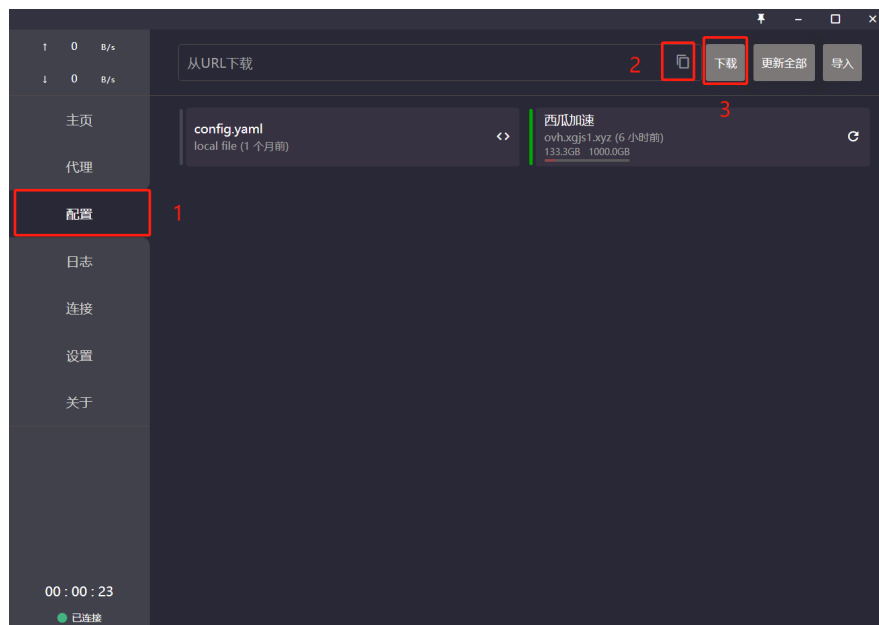 ↑ 0 B/s
↓ 0 B/s
主页
代理
配置
日志
连接
设置
关于
00 : 00 : 23
已连接
1
从URL下载
2
下载
更新全部
导入
3
config.yaml
local file (1 个月前)
西瓜加速
ovh.xgjs1.xyz (6 小时前)
133.3GB 1000.0GB